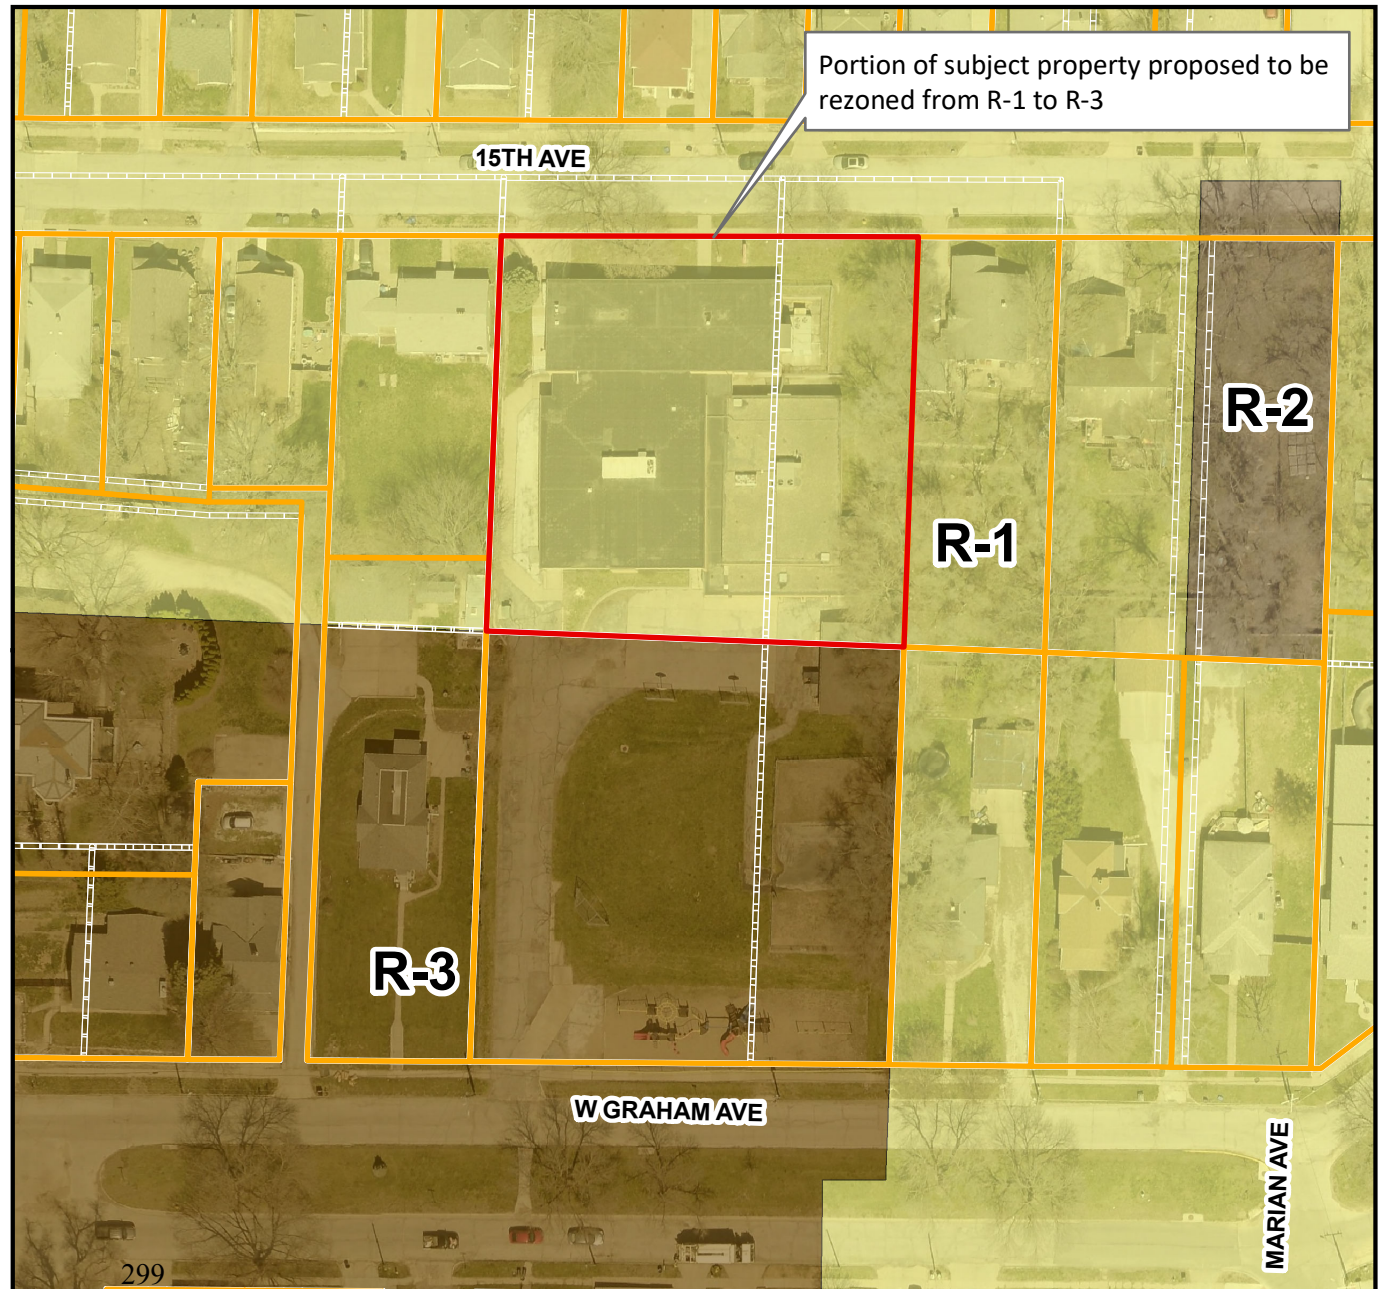 Portion of subject property proposed to be
rezoned from R-1 to R-3
15TH AVE
R-2
R-1
R-3
W GRAHAM AVE
MARIAN AVE
299